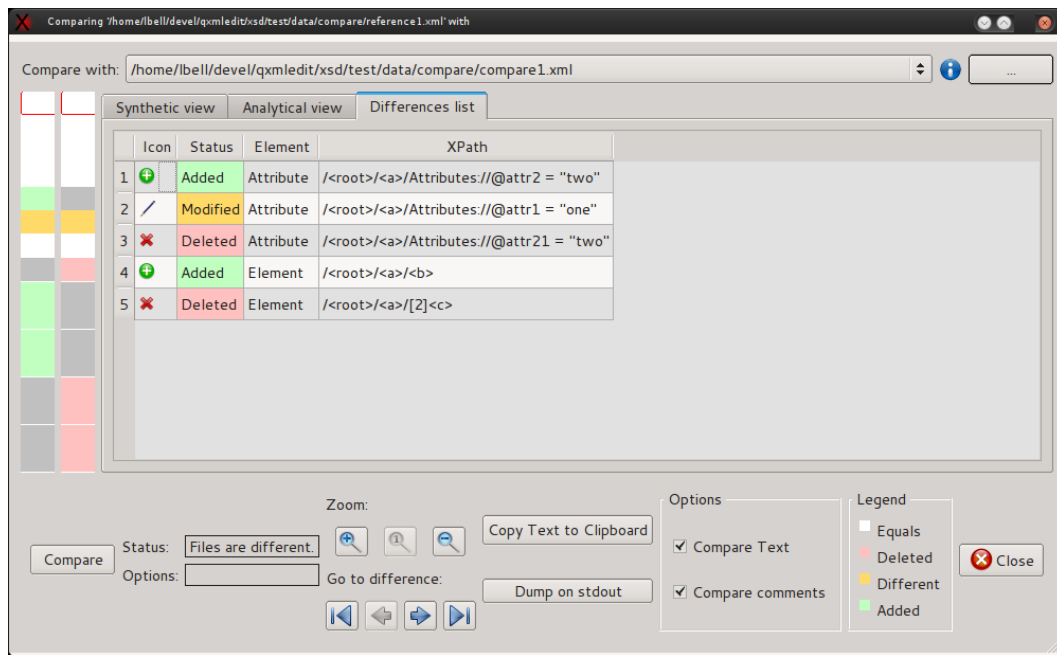 Comparing '/home/lbell/devel/qxmledit/xsd/test/data/compare/reference1.xml' with
Compare with: /home/lbell/devel/qxmledit/xsd/test/data/compare/compare1.xml ...
Synthetic view Analytical view Differences list
Icon Status Element XPath
1 Added Attribute /<root>/<a>/Attributes://@attr2 = "two"
2 Modified Attribute /<root>/<a>/Attributes://@attr1 = "one"
3 Deleted Attribute /<root>/<a>/Attributes://@attr21 = "two"
4 Added Element /<root>/<a>/<b>
5 Deleted Element /<root>/<a>/[2]<c>
Compare
Status: Files are different.
Options:
Zoom:
1
Go to difference:
Copy Text to Clipboard
Dump on stdout
Options
Compare Text
Compare comments
Legend
Equals
Deleted
Different
Added
Close